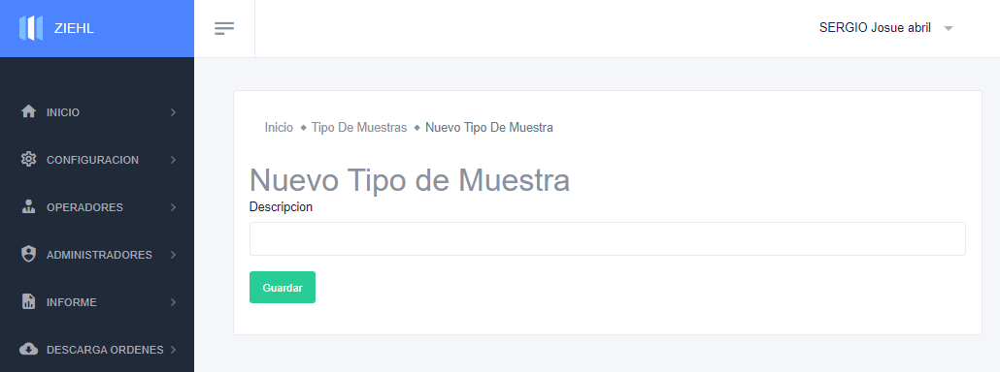 ZIEHL
SERGIO Josue abril
INICIO
CONFIGURACION
OPERADORES
ADMINISTRADORES
INFORME
DESCARGA ORDENES
Inicio ◆ Tipo De Muestras ◆ Nuevo Tipo De Muestra
Nuevo Tipo de Muestra
Descripcion
Guardar